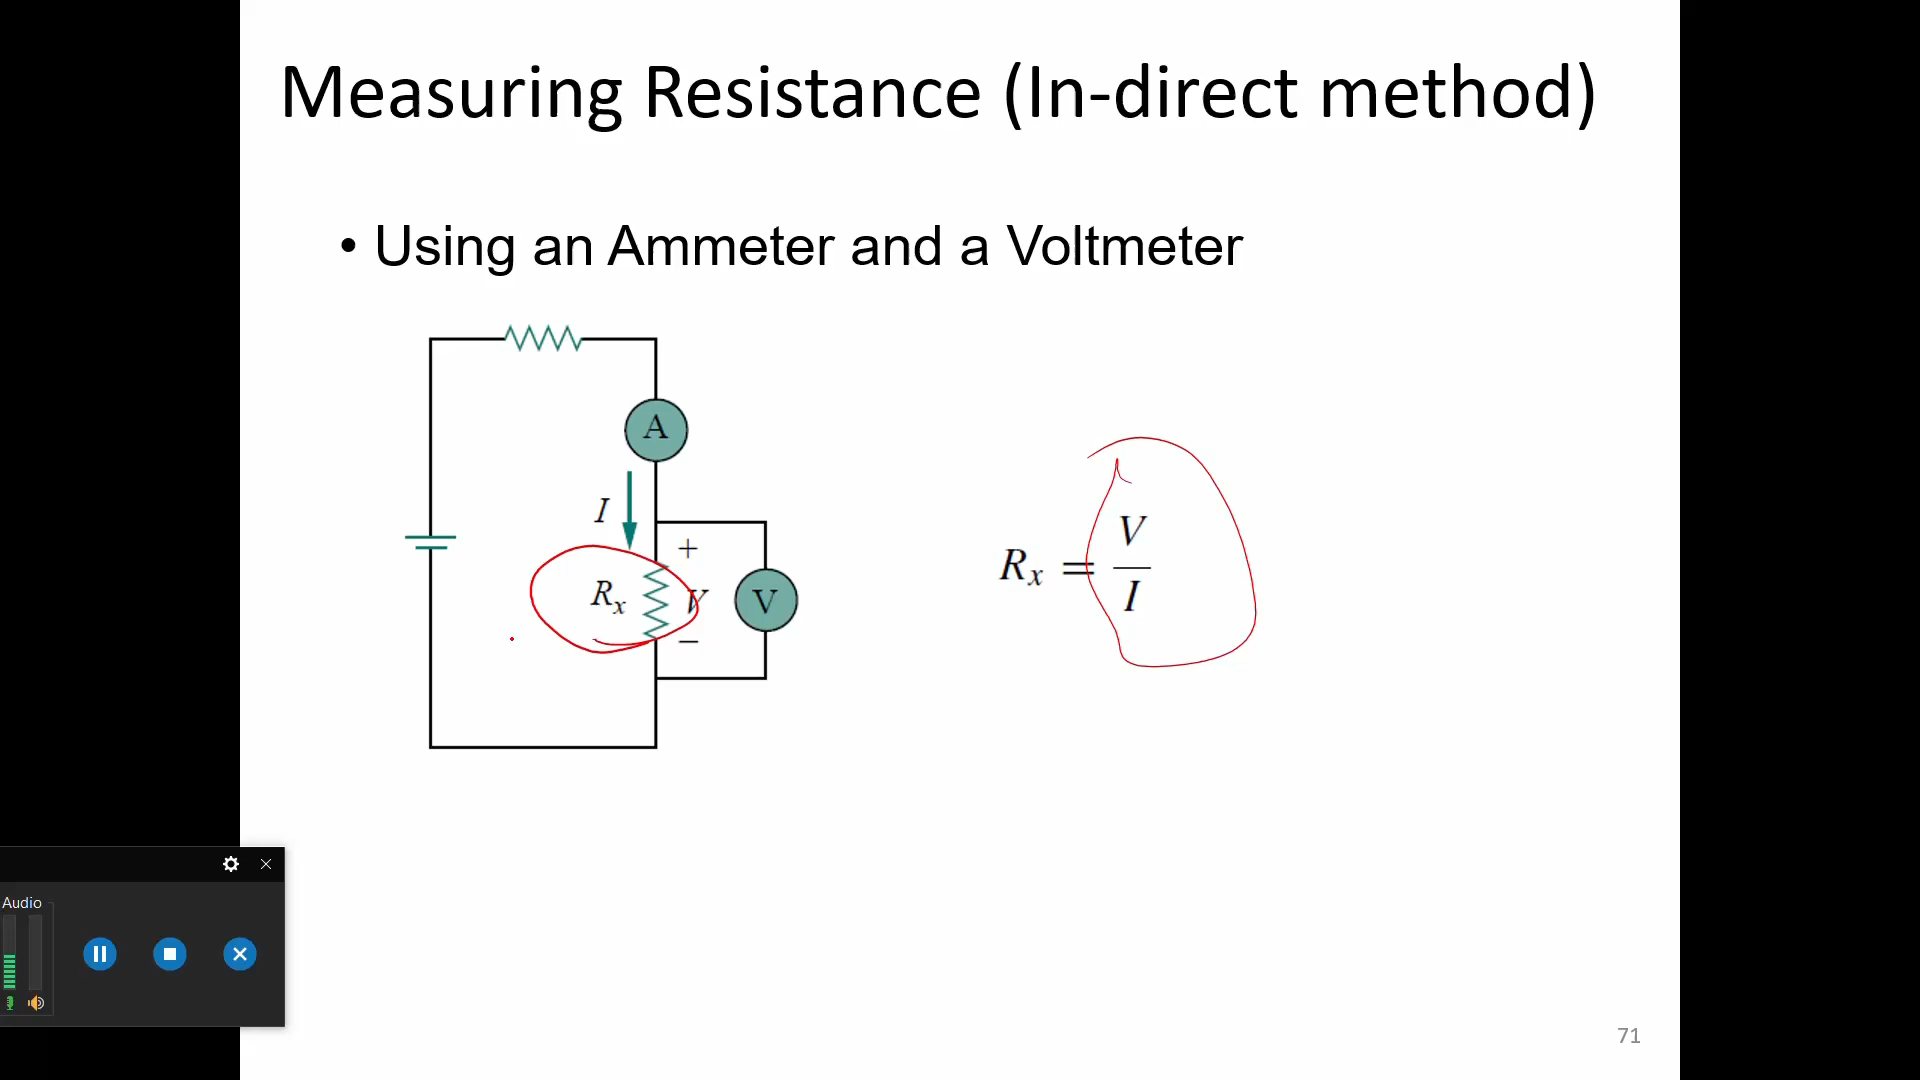 Measuring Resistance (In-direct method)
• Using an Ammeter and a Voltmeter
A
I
+
Rx
V
V
−
Rx = V/I
Audio
71